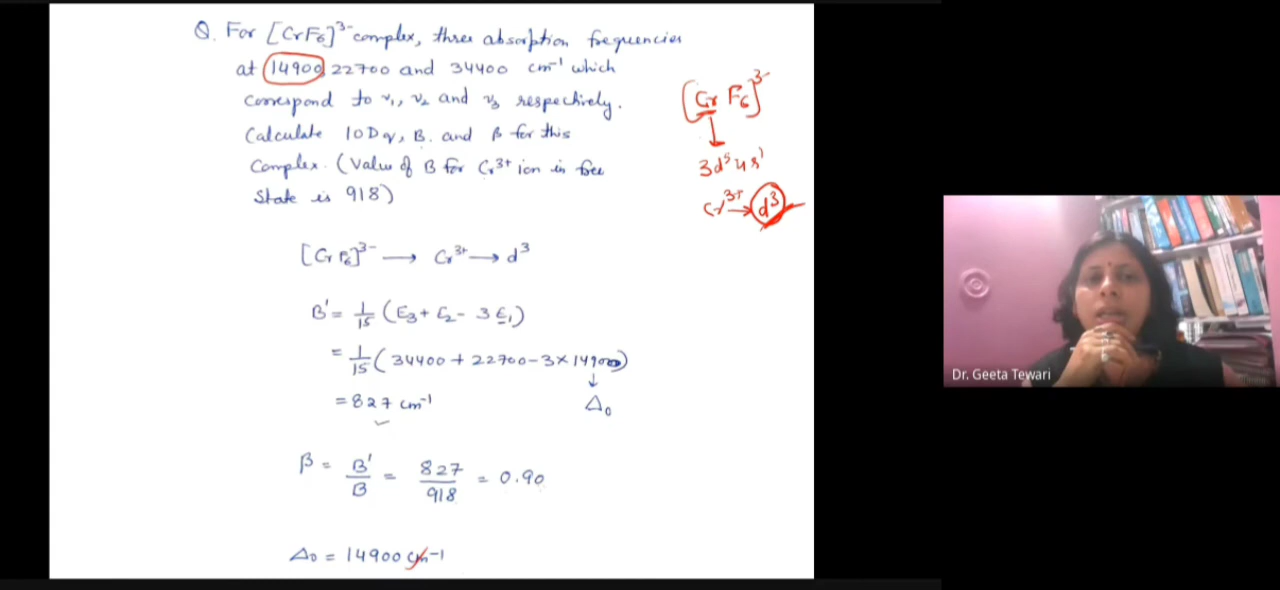 Q. For [CrF6]3- complex, three absorption frequencies
at 14900, 22700 and 34400 cm-1 which
correspond to ν1, ν2 and ν3 respectively.
Calculate 10Dq, B. and β for this
Complex. (Value of B for Cr3+ ion in free
State is 918)
[CrF6]3-
3d5 4s1
Cr3+ → d3
[CrF6]3- → Cr3+ → d3
B' = 1/15 (E3 + E2 - 3E1)
= 1/15 (34400 + 22700 - 3 × 14900)
= 827 cm-1
Δo
β = B'/B = 827/918 = 0.90
Δo = 14900 cm-1
Dr. Geeta Tewari